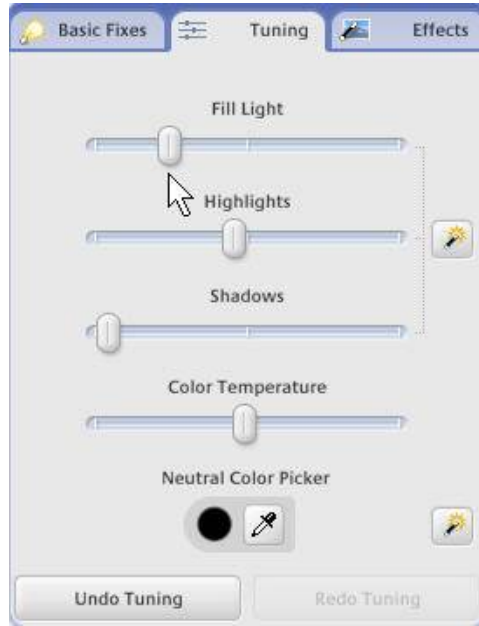 Basic Fixes
Tuning
Effects
Fill Light
Highlights
Shadows
Color Temperature
Neutral Color Picker
Undo Tuning
Redo Tuning